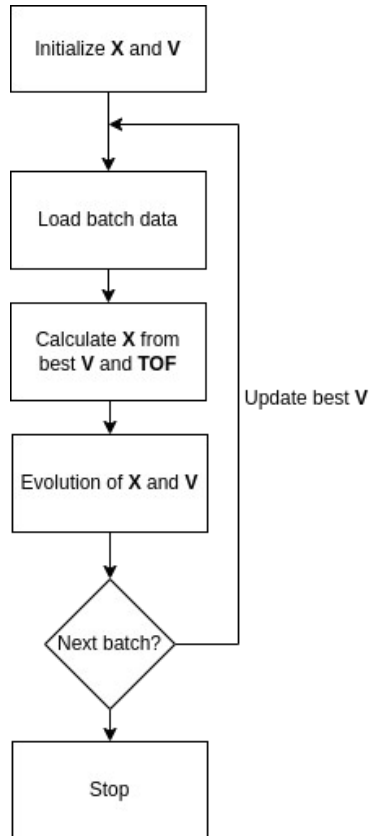 Initialize X and V
Load batch data
Calculate X from
best V and TOF
Update best V
Evolution of X and V
Next batch?
Stop